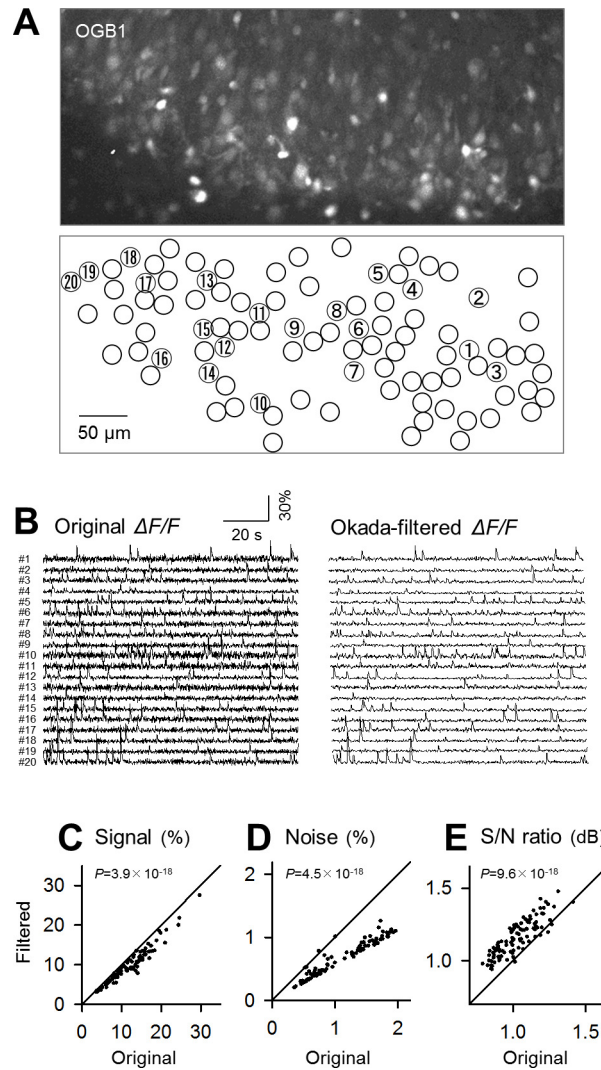 A
OGB1
18
20 19 17 13 5 4 2
11 8
15 12 9 6 1
16 14 7 3
10
50 µm
B Original ΔF/F 20 s 30% Okada-filtered ΔF/F
#1
#2
#3
#4
#5
#6
#7
#8
#9
#10
#11
#12
#13
#14
#15
#16
#17
#18
#19
#20
C Signal (%) D Noise (%) E S/N ratio (dB)
P=3.9×10-18 P=4.5×10-18 P=9.6×10-18
30 2 1.5
20
Filtered
10 1 1.0
0 0
0 10 20 30 0 1 2 1.0 1.5
Original Original Original